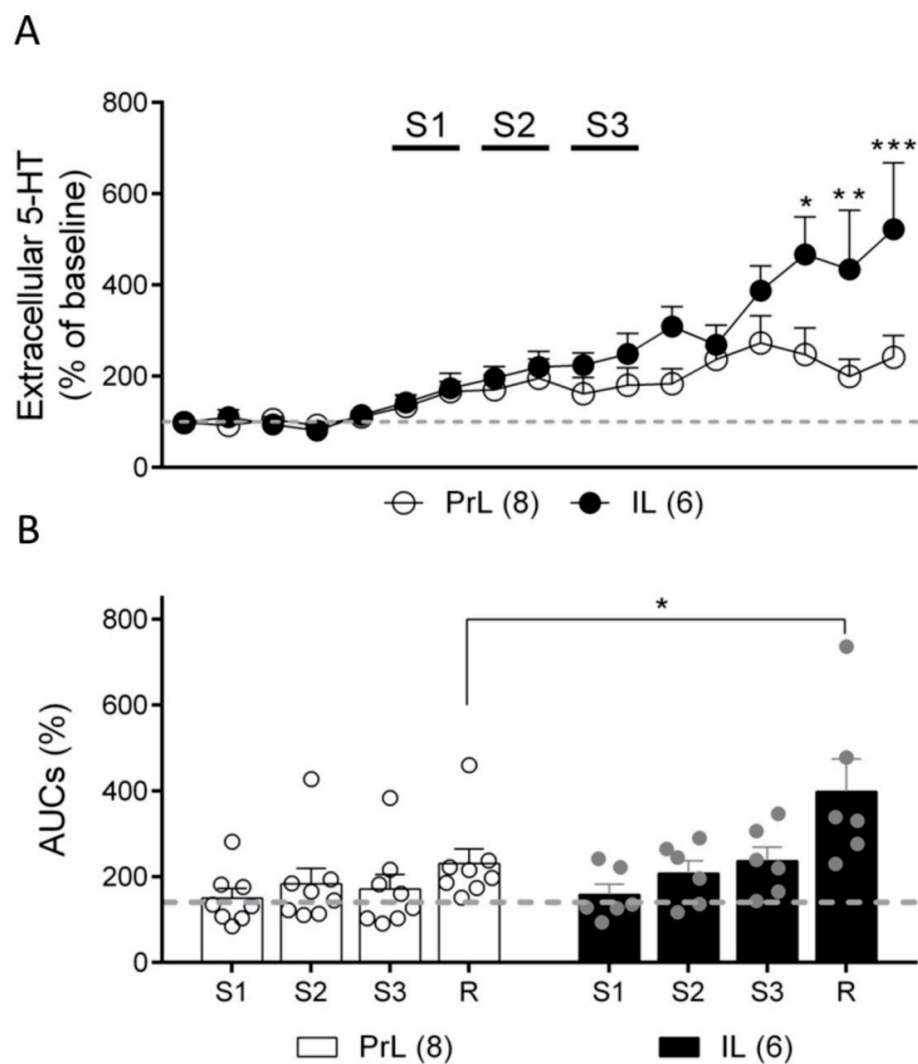 A
800
600
400
200
0
Extracellular 5-HT
(% of baseline)
S1 S2 S3
* ** ***
PrL (8) IL (6)
B
800
600
400
200
0
AUCs (%)
*
S1 S2 S3 R S1 S2 S3 R
PrL (8) IL (6)